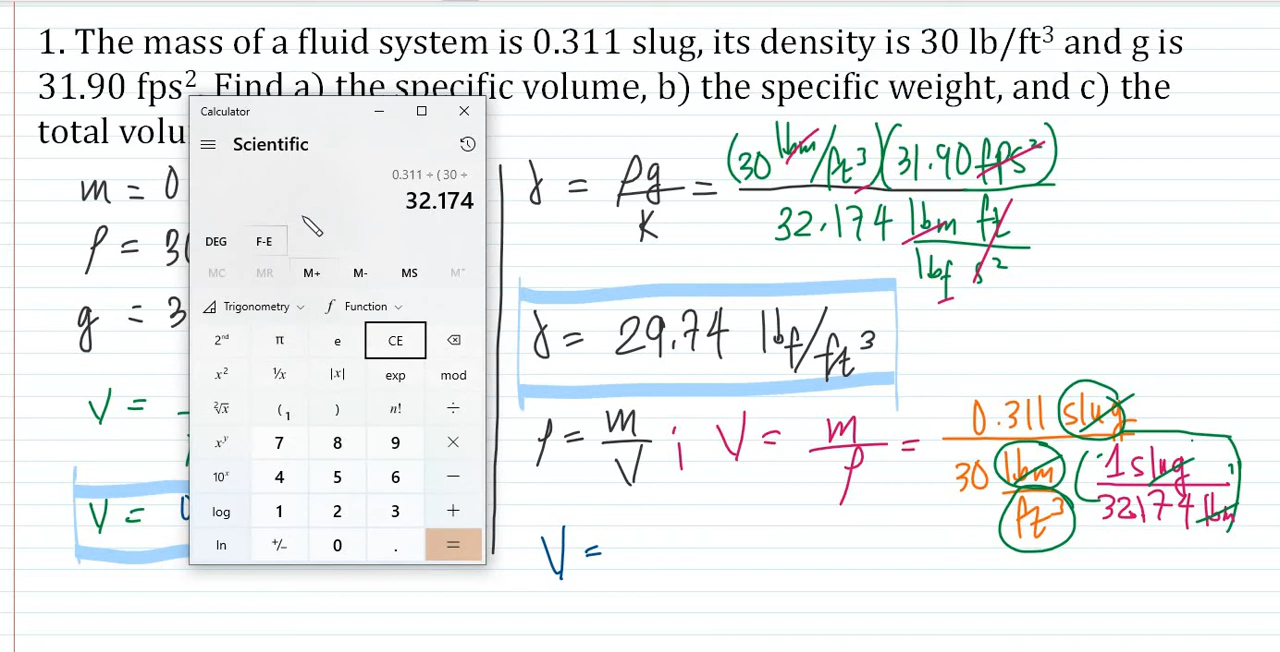 1. The mass of a fluid system is 0.311 slug, its density is 30 lb/ft³ and g is
31.90 fps². Find a) the specific volume, b) the specific weight, and c) the
total volu
m = 0
ρ = 30
g = 3
v =
v = 0
Calculator
Scientific
0.311 ÷ (30 ÷
32.174
DEG F-E
MC MR M+ M- MS M˅
Trigonometry Function
2ⁿᵈ π e CE
x² ¹/x |x| exp mod
²√x ( ₁ ) n! ÷
xʸ 7 8 9 ×
10ˣ 4 5 6 −
log 1 2 3 +
ln +/− 0 . =
γ = ρg/K = (30 lbm/ft³)(31.90 fps²)
32.174 lbm ft
lbf s²
γ = 29.74 lbf/ft³
ρ = m/V ; V = m/ρ = 0.311 slug
30 lbm/ft³ (1 slug/32.174 lbm)
V =